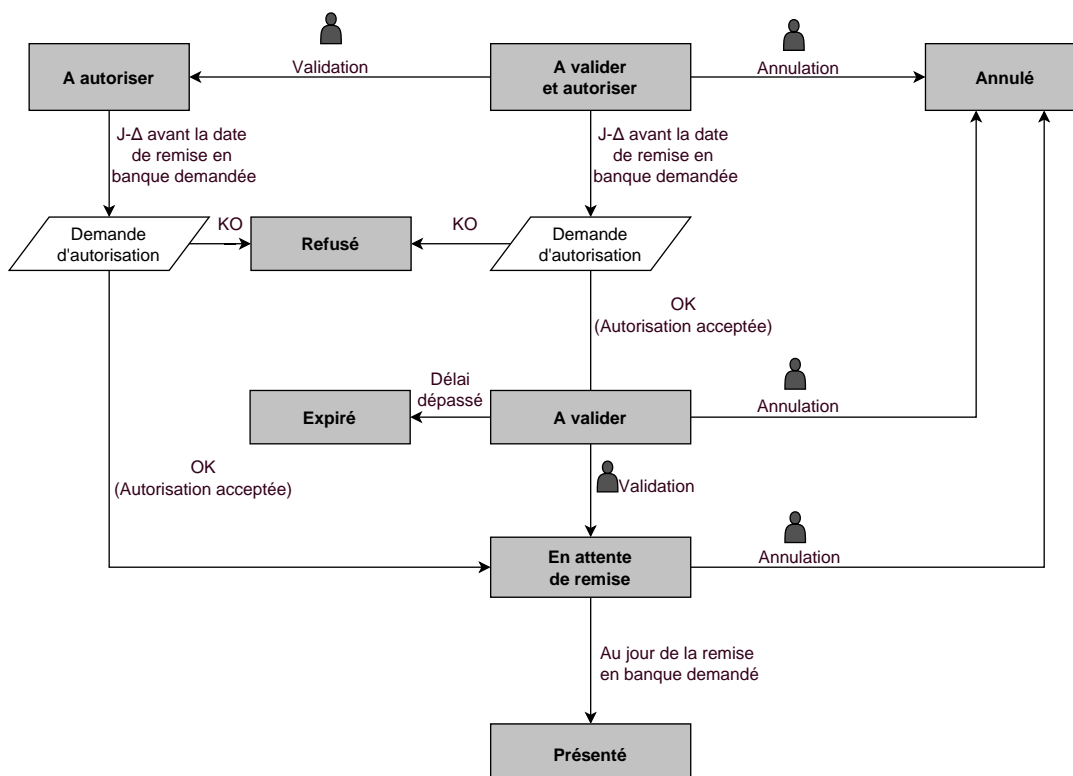 Validation
Annulation
A autoriser
A valider
et autoriser
Annulé
J-Δ avant la date
de remise en
banque demandée
J-Δ avant la date
de remise en
banque demandée
Demande
d'autorisation
KO
Refusé
KO
Demande
d'autorisation
OK
(Autorisation acceptée)
Délai
dépassé
Expiré
A valider
Annulation
OK
(Autorisation acceptée)
Validation
En attente
de remise
Annulation
Au jour de la remise
en banque demandé
Présenté